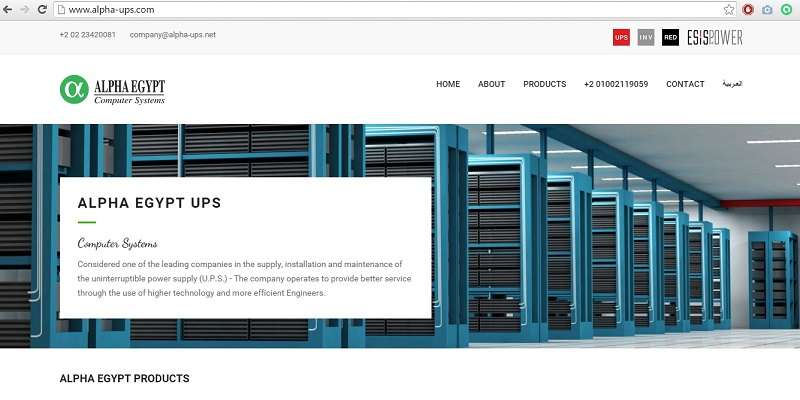 www.alpha-ups.com
+2 02 23420081 company@alpha-ups.net
UPS INV RED ESISPOWER
α ALPHA EGYPT
Computer Systems
HOME ABOUT PRODUCTS +2 01002119059 CONTACT العربية
ALPHA EGYPT UPS
Computer Systems
Considered one of the leading companies in the supply, installation and maintenance of
the uninterruptible power supply (U.P.S.) - The company operates to provide better service
through the use of higher technology and more efficient Engineers.
ALPHA EGYPT PRODUCTS